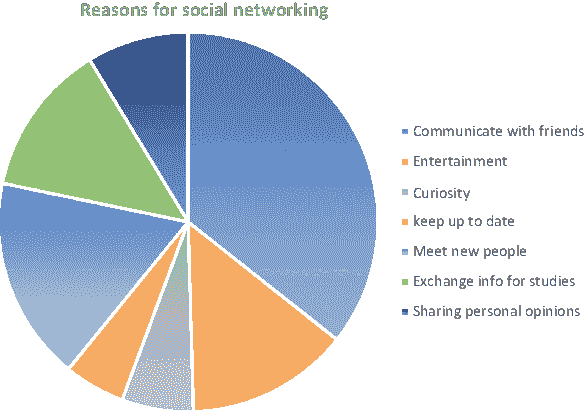 Reasons for social networking
Communicate with friends
Entertainment
Curiosity
keep up to date
Meet new people
Exchange info for studies
Sharing personal opinions